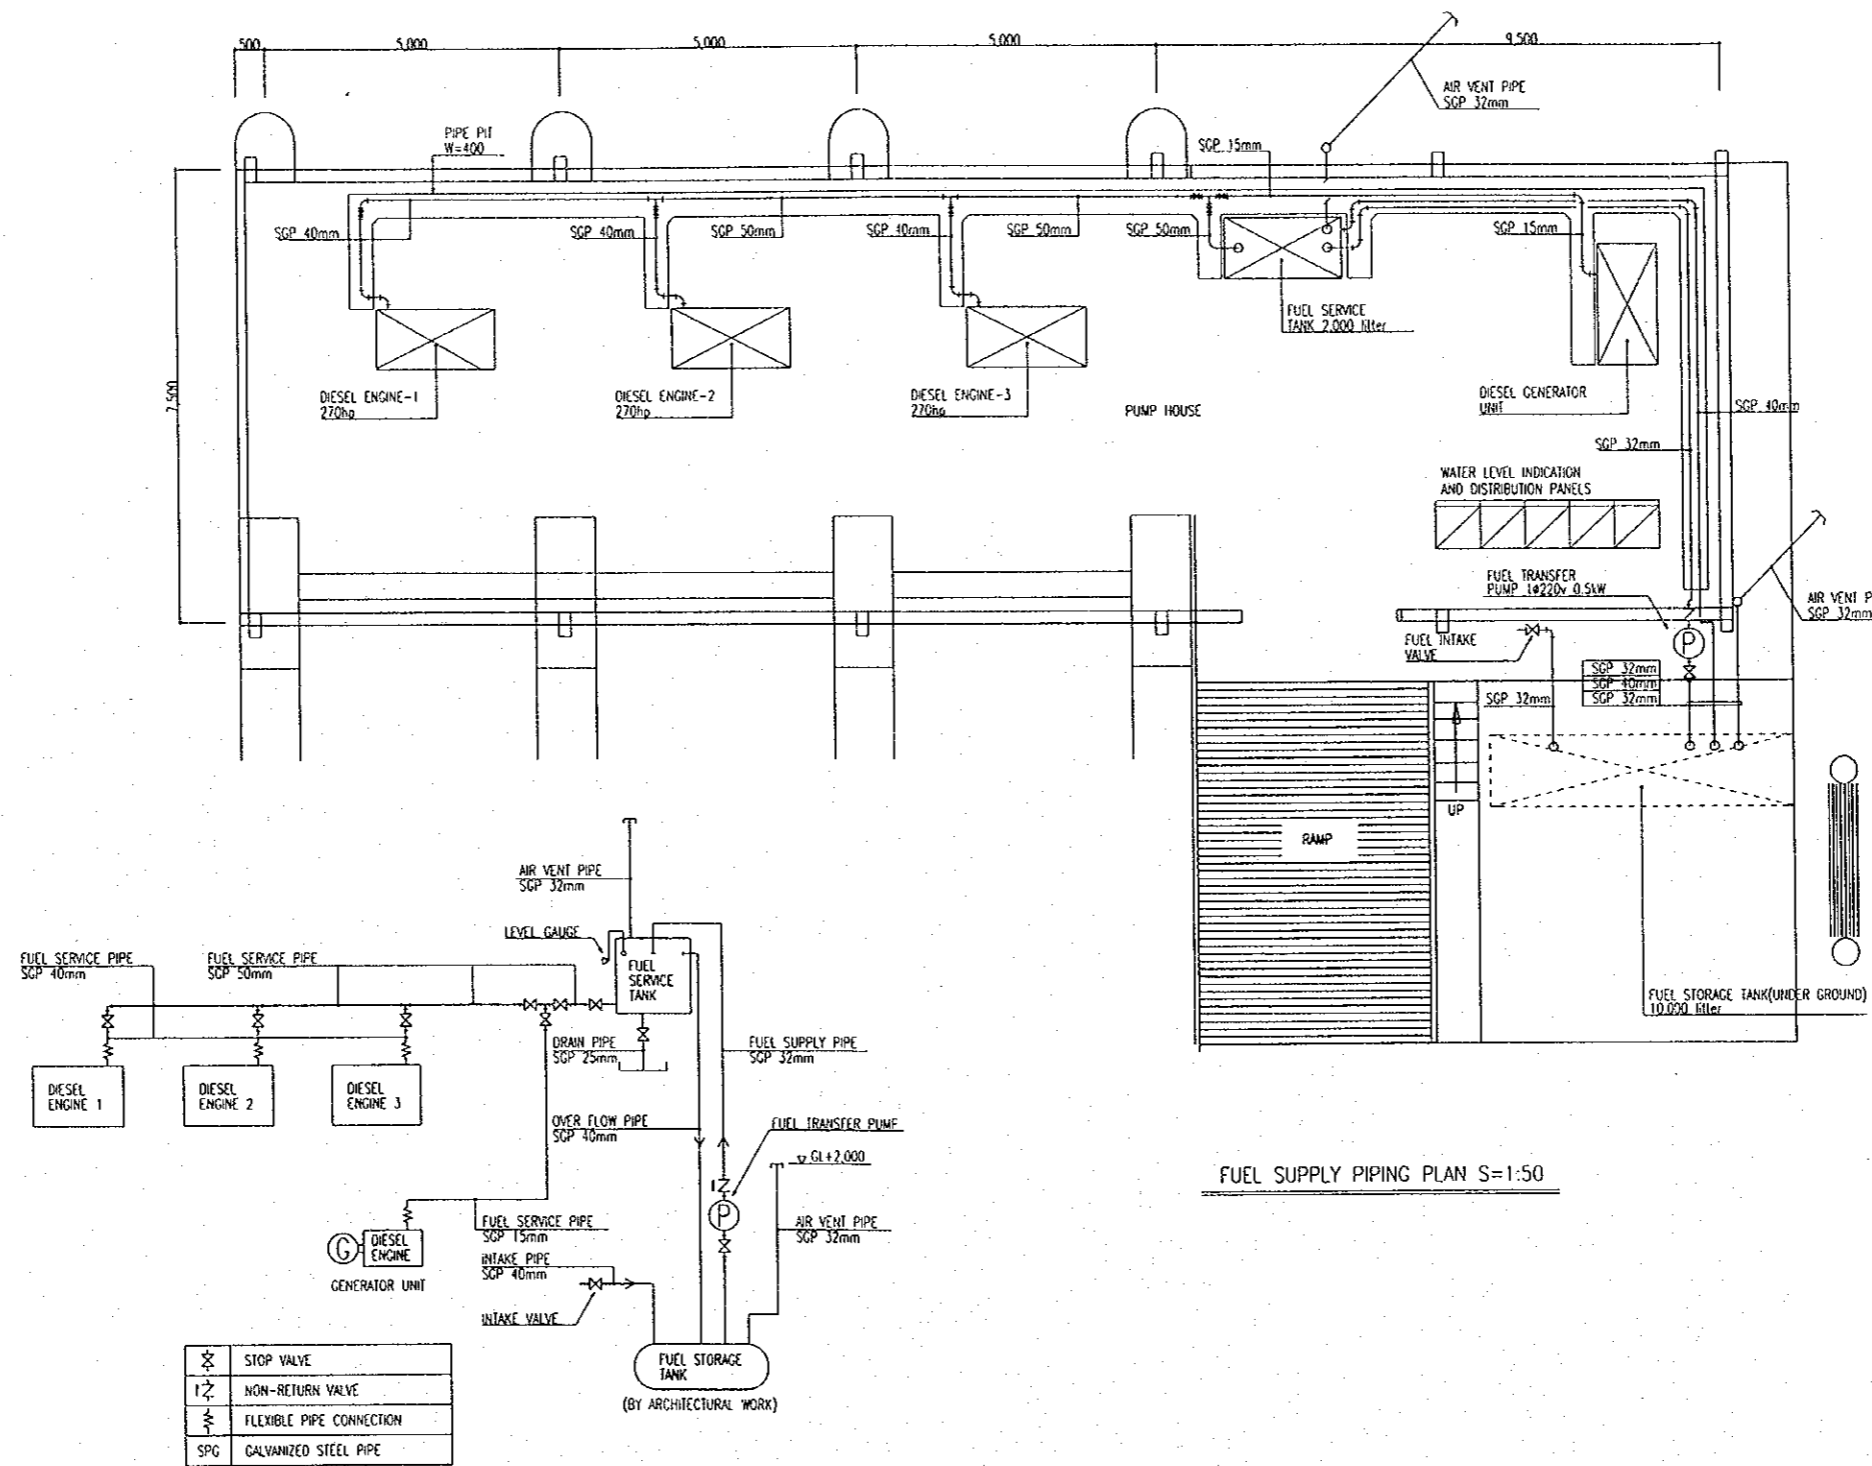 500
5,000
5,000
5,000
9,500
AIR VENT PIPE
SGP 32mm
PIPE PIT
W=400
SGP 15mm
SGP 40mm
SGP 40mm
SGP 50mm
SGP 40mm
SGP 50mm
SGP 50mm
SGP 15mm
FUEL SERVICE
TANK 2,000 litter
7,500
DIESEL ENGINE-1
270hp
DIESEL ENGINE-2
270hp
DIESEL ENGINE-3
270hp
PUMP HOUSE
DIESEL GENERATOR
UNIT
SGP 40mm
SGP 32mm
WATER LEVEL INDICATION
AND DISTRIBUTION PANELS
FUEL TRANSFER
PUMP 1φ220v 0.5kW
AIR VENT P
SGP 32mm
P
FUEL INTAKE
VALVE
SGP 32mm
SGP 40mm
SGP 32mm
SGP 32mm
UP
RAMP
FUEL STORAGE TANK(UNDER GROUND)
10,000 litter
AIR VENT PIPE
SGP 32mm
LEVEL GAUGE
FUEL SERVICE PIPE
SGP 40mm
FUEL SERVICE PIPE
SGP 50mm
FUEL
SERVICE
TANK
DRAIN PIPE
SGP 25mm
FUEL SUPPLY PIPE
SGP 32mm
DIESEL
ENGINE 1
DIESEL
ENGINE 2
DIESEL
ENGINE 3
OVER FLOW PIPE
SGP 40mm
FUEL TRANSFER PUMP
GL+2,000
P
FUEL SERVICE PIPE
SGP 15mm
AIR VENT PIPE
SGP 32mm
G
DIESEL
ENGINE
GENERATOR UNIT
INTAKE PIPE
SGP 40mm
INTAKE VALVE
FUEL STORAGE
TANK
(BY ARCHITECTURAL WORK)
FUEL SUPPLY PIPING PLAN S=1:50
STOP VALVE
NON-RETURN VALVE
FLEXIBLE PIPE CONNECTION
SPG GALVANIZED STEEL PIPE